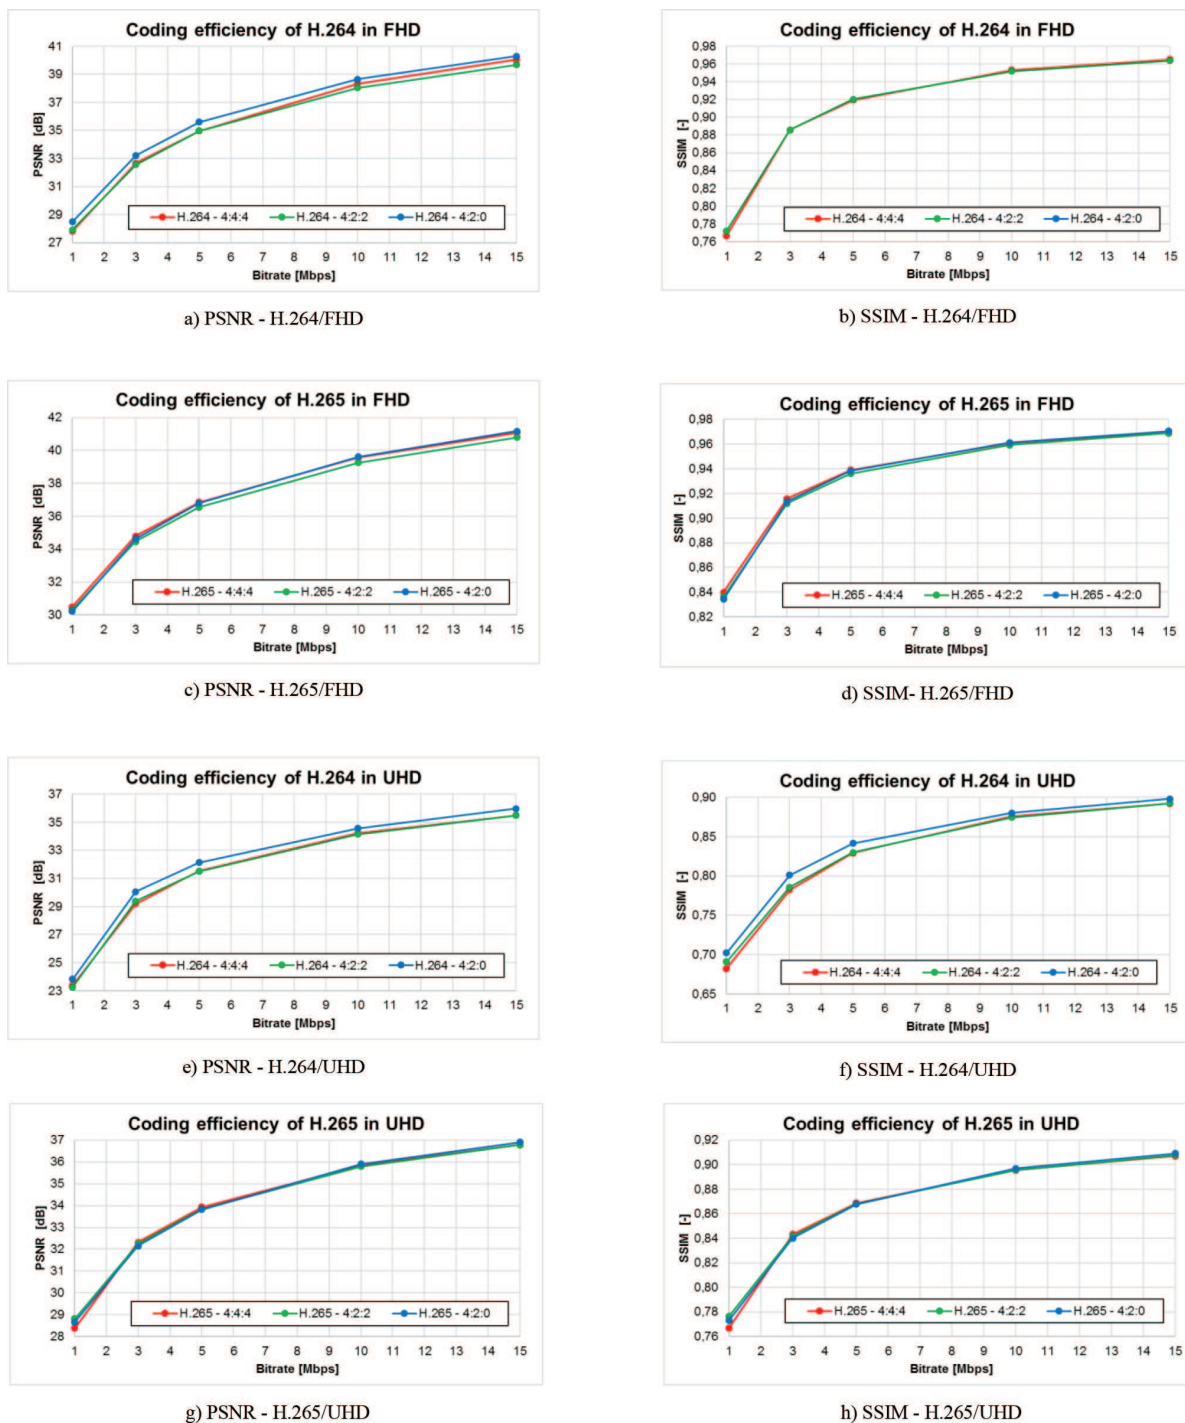 Coding efficiency of H.264 in FHD
41
39
37
35
33
31
29
27
PSNR [dB]
H.264 - 4:4:4 H.264 - 4:2:2 H.264 - 4:2:0
1 2 3 4 5 6 7 8 9 10 11 12 13 14 15
Bitrate [Mbps]
a) PSNR - H.264/FHD
Coding efficiency of H.264 in FHD
0,98
0,96
0,94
0,92
0,90
0,88
0,86
0,84
0,82
0,80
0,78
0,76
SSIM [-]
H.264 - 4:4:4 H.264 - 4:2:2 H.264 - 4:2:0
1 2 3 4 5 6 7 8 9 10 11 12 13 14 15
Bitrate [Mbps]
b) SSIM - H.264/FHD
Coding efficiency of H.265 in FHD
42
40
38
36
34
32
30
PSNR [dB]
H.265 - 4:4:4 H.265 - 4:2:2 H.265 - 4:2:0
1 2 3 4 5 6 7 8 9 10 11 12 13 14 15
Bitrate [Mbps]
c) PSNR - H.265/FHD
Coding efficiency of H.265 in FHD
0,98
0,96
0,94
0,92
0,90
0,88
0,86
0,84
0,82
SSIM [-]
H.265 - 4:4:4 H.265 - 4:2:2 H.265 - 4:2:0
1 2 3 4 5 6 7 8 9 10 11 12 13 14 15
Bitrate [Mbps]
d) SSIM- H.265/FHD
Coding efficiency of H.264 in UHD
37
35
33
31
29
27
25
23
PSNR [dB]
H.264 - 4:4:4 H.264 - 4:2:2 H.264 - 4:2:0
1 2 3 4 5 6 7 8 9 10 11 12 13 14 15
Bitrate [Mbps]
e) PSNR - H.264/UHD
Coding efficiency of H.264 in UHD
0,90
0,85
0,80
0,75
0,70
0,65
SSIM [-]
H.264 - 4:4:4 H.264 - 4:2:2 H.264 - 4:2:0
1 2 3 4 5 6 7 8 9 10 11 12 13 14 15
Bitrate [Mbps]
f) SSIM - H.264/UHD
Coding efficiency of H.265 in UHD
37
36
35
34
33
32
31
30
29
28
PSNR [dB]
H.265 - 4:4:4 H.265 - 4:2:2 H.265 - 4:2:0
1 2 3 4 5 6 7 8 9 10 11 12 13 14 15
Bitrate [Mbps]
g) PSNR - H.265/UHD
Coding efficiency of H.265 in UHD
0,92
0,90
0,88
0,86
0,84
0,82
0,80
0,78
0,76
SSIM [-]
H.265 - 4:4:4 H.265 - 4:2:2 H.265 - 4:2:0
1 2 3 4 5 6 7 8 9 10 11 12 13 14 15
Bitrate [Mbps]
h) SSIM - H.265/UHD